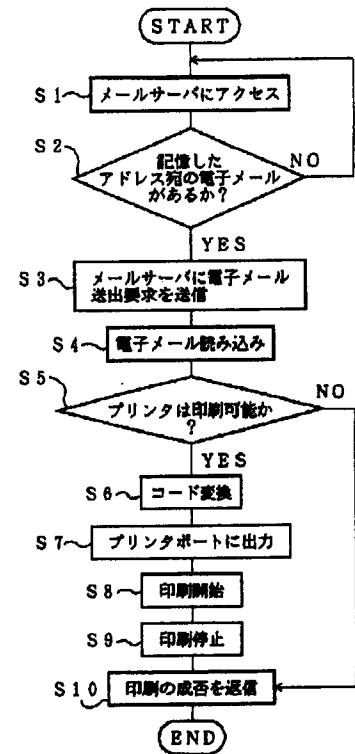 START
S1 メールサーバにアクセス
S2
記憶した
アドレス宛の電子メール
があるか?
NO
YES
S3
メールサーバに電子メール
送出要求を送信
S4 電子メール読み込み
S5
プリンタは印刷可能か
?
NO
YES
S6 コード変換
S7 プリンタポートに出力
S8 印刷開始
S9 印刷停止
S10 印刷の成否を返信
END